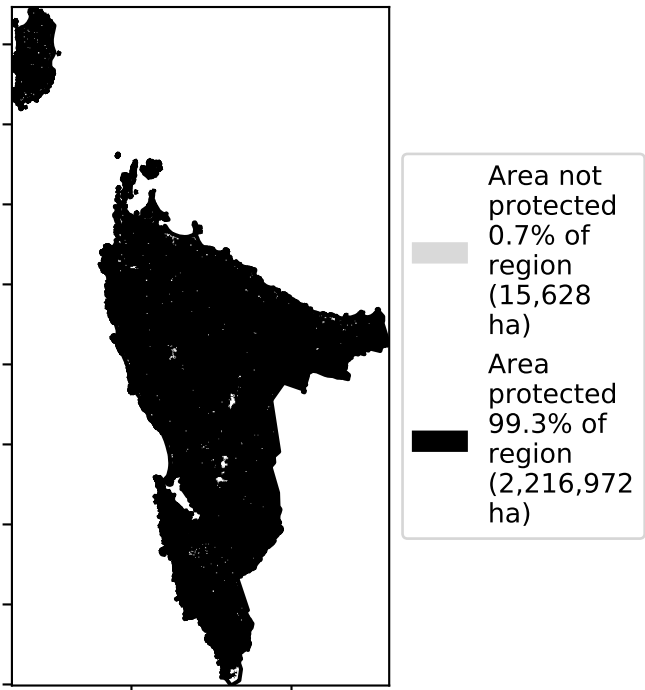 Area not
protected
0.7% of
region
(15,628
ha)
Area
protected
99.3% of
region
(2,216,972
ha)